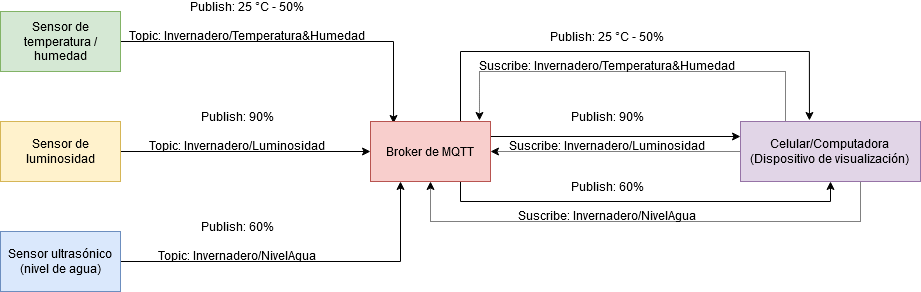 Publish: 25 °C - 50%
Sensor de
temperatura /
humedad
Topic: Invernadero/Temperatura&Humedad
Publish: 25 °C - 50%
Suscribe: Invernadero/Temperatura&Humedad
Publish: 90%
Sensor de
luminosidad
Topic: Invernadero/Luminosidad
Broker de MQTT
Publish: 90%
Suscribe: Invernadero/Luminosidad
Celular/Computadora
(Dispositivo de visualización)
Publish: 60%
Suscribe: Invernadero/NivelAgua
Publish: 60%
Sensor ultrasónico
(nivel de agua)
Topic: Invernadero/NivelAgua